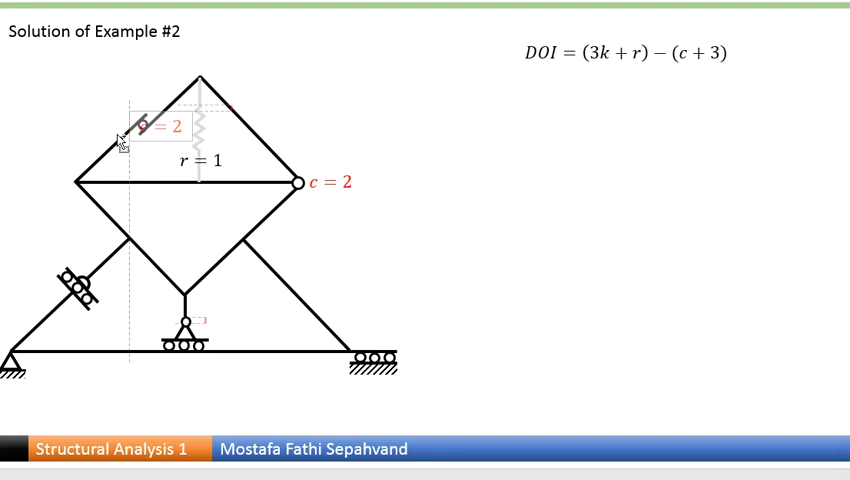 Solution of Example #2
DOI = (3k + r) − (c + 3)
= 2
r = 1
c = 2
Structural Analysis 1
Mostafa Fathi Sepahvand